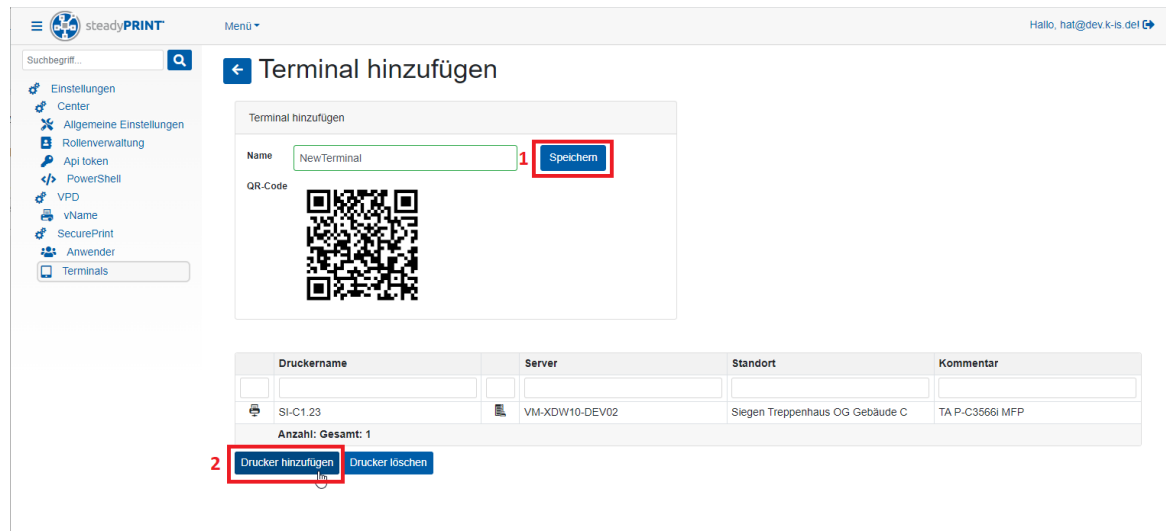 steadyPRINT
Menü
Hallo, hat@dev.k-is.de!
Suchbegriff...
Einstellungen
Center
Allgemeine Einstellungen
Rollenverwaltung
Api token
PowerShell
VPD
vName
SecurePrint
Anwender
Terminals
Terminal hinzufügen
Terminal hinzufügen
Name NewTerminal 1 Speichern
QR-Code
Druckername Server Standort Kommentar
SI-C1.23 VM-XDW10-DEV02 Siegen Treppenhaus OG Gebäude C TA P-C3566i MFP
Anzahl: Gesamt: 1
2 Drucker hinzufügen Drucker löschen